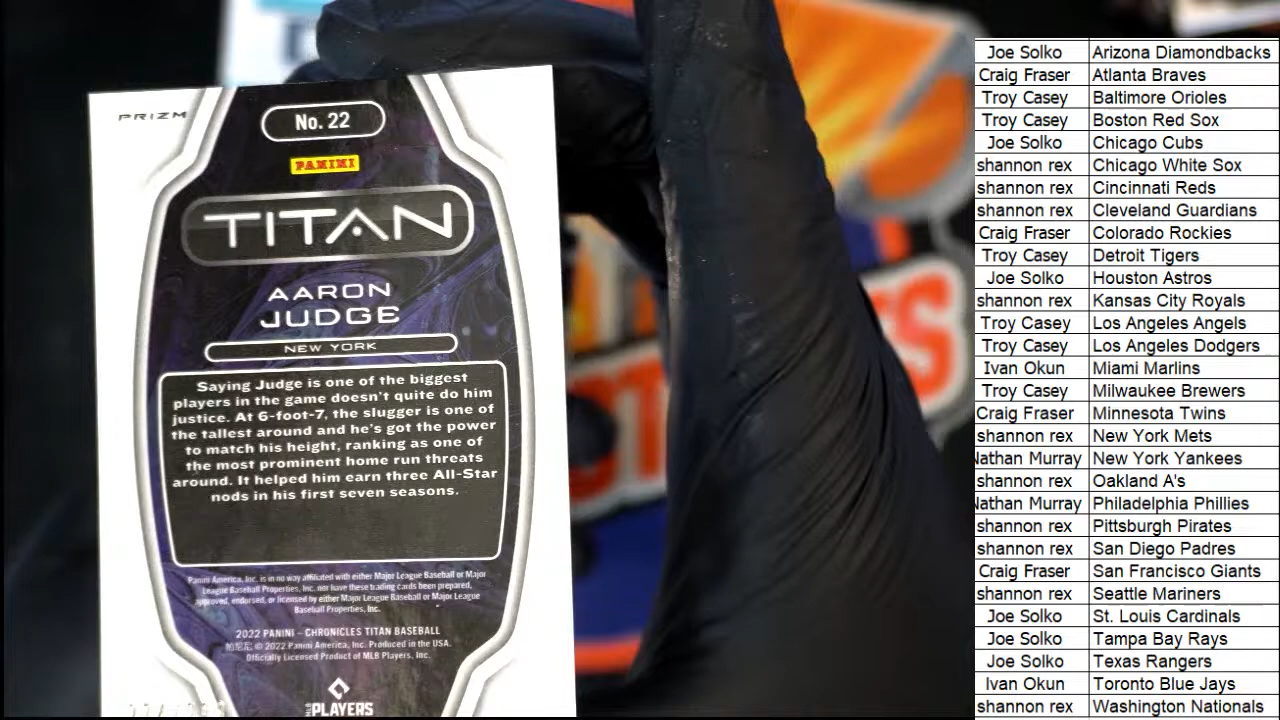 PRIZM
No. 22
PANINI
TITAN
AARON
JUDGE
NEW YORK
Saying Judge is one of the biggest
players in the game doesn't quite do him
justice. At 6-foot-7, the slugger is one of
the tallest around and he's got the power
to match his height, ranking as one of
the most prominent home run threats
around. It helped him earn three All-Star
nods in his first seven seasons.
Panini America, Inc. is in no way affiliated with either Major League Baseball or Major
League Baseball Properties, Inc. nor have these trading cards been prepared,
approved, endorsed, or licensed by either Major League Baseball or Major League
Baseball Properties, Inc.
2022 PANINI – CHRONICLES TITAN BASEBALL
帕尼尼 © 2022 Panini America, Inc. Produced in the USA.
Officially Licensed Product of MLB Players, Inc.
PLAYERS
Joe Solko Arizona Diamondbacks
Craig Fraser Atlanta Braves
Troy Casey Baltimore Orioles
Troy Casey Boston Red Sox
Joe Solko Chicago Cubs
shannon rex Chicago White Sox
shannon rex Cincinnati Reds
shannon rex Cleveland Guardians
Craig Fraser Colorado Rockies
Troy Casey Detroit Tigers
Joe Solko Houston Astros
shannon rex Kansas City Royals
Troy Casey Los Angeles Angels
Troy Casey Los Angeles Dodgers
Ivan Okun Miami Marlins
Troy Casey Milwaukee Brewers
Craig Fraser Minnesota Twins
shannon rex New York Mets
Nathan Murray New York Yankees
shannon rex Oakland A's
Nathan Murray Philadelphia Phillies
shannon rex Pittsburgh Pirates
shannon rex San Diego Padres
Craig Fraser San Francisco Giants
shannon rex Seattle Mariners
Joe Solko St. Louis Cardinals
Joe Solko Tampa Bay Rays
Joe Solko Texas Rangers
Ivan Okun Toronto Blue Jays
shannon rex Washington Nationals